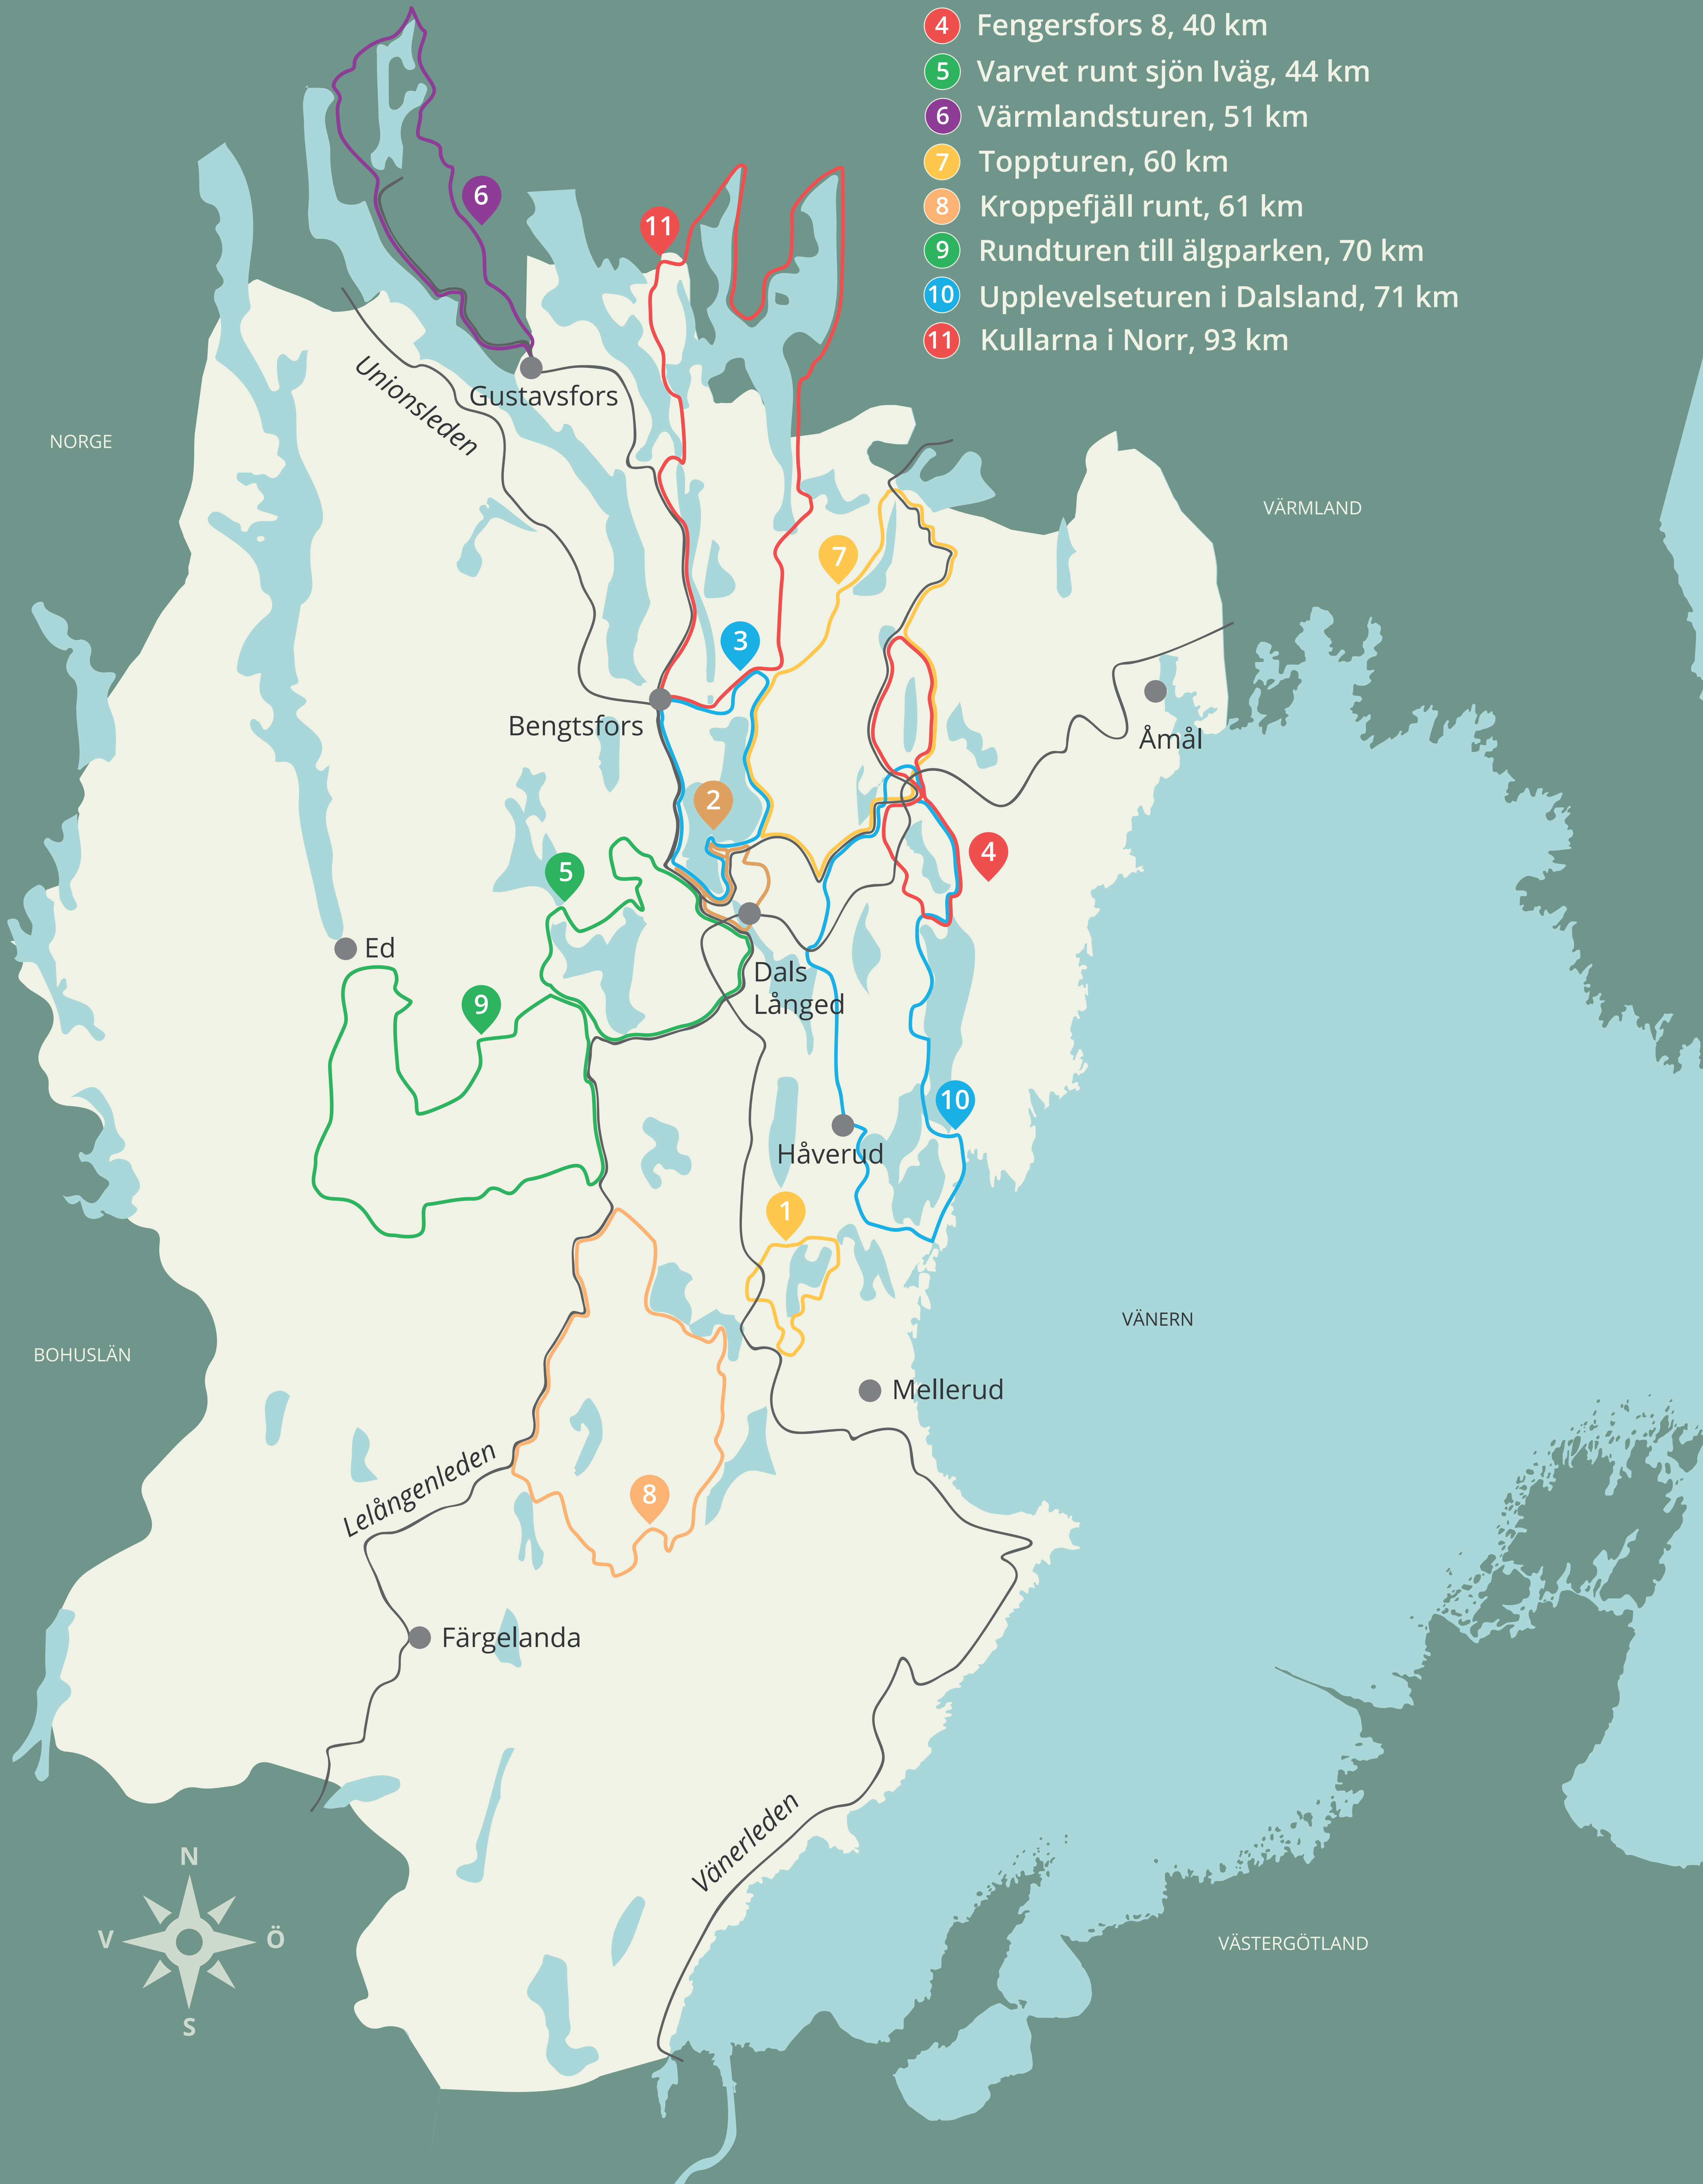 4 Fengersfors 8, 40 km
5 Varvet runt sjön Iväg, 44 km
6 Värmlandsturen, 51 km
7 Toppturen, 60 km
8 Kroppefjäll runt, 61 km
9 Rundturen till älgparken, 70 km
10 Upplevelseturen i Dalsland, 71 km
11 Kullarna i Norr, 93 km
6
11
Unionsleden
Gustavsfors
NORGE
VÄRMLAND
7
3
Bengtsfors
Åmål
2
4
5
Ed
Dals
Långed
9
10
Håverud
1
VÄNERN
BOHUSLÄN
Mellerud
Lelångenleden
8
Färgelanda
Vänerleden
N
V
Ö
S
VÄSTERGÖTLAND